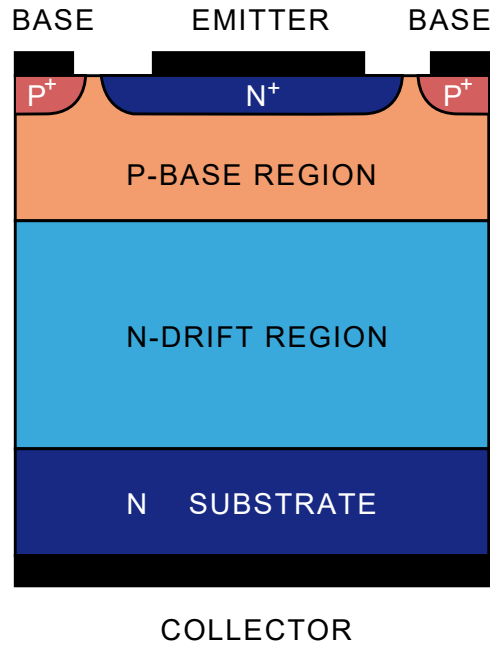 BASE EMITTER BASE
P⁺ N⁺ P⁺
P-BASE REGION
N-DRIFT REGION
N SUBSTRATE
COLLECTOR